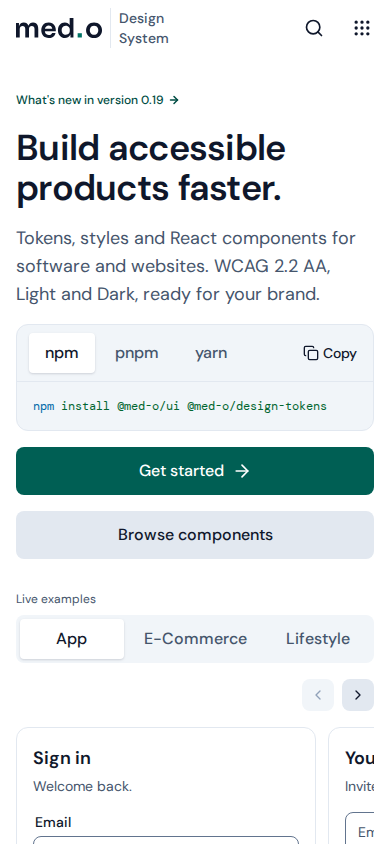 med.o
Design
System
What's new in version 0.19 →
Build accessible
products faster.
Tokens, styles and React components for
software and websites. WCAG 2.2 AA,
Light and Dark, ready for your brand.
npm pnpm yarn Copy
npm install @med-o/ui @med-o/design-tokens
Get started →
Browse components
Live examples
App E-Commerce Lifestyle
Sign in You
Welcome back. Invite
Email
Em